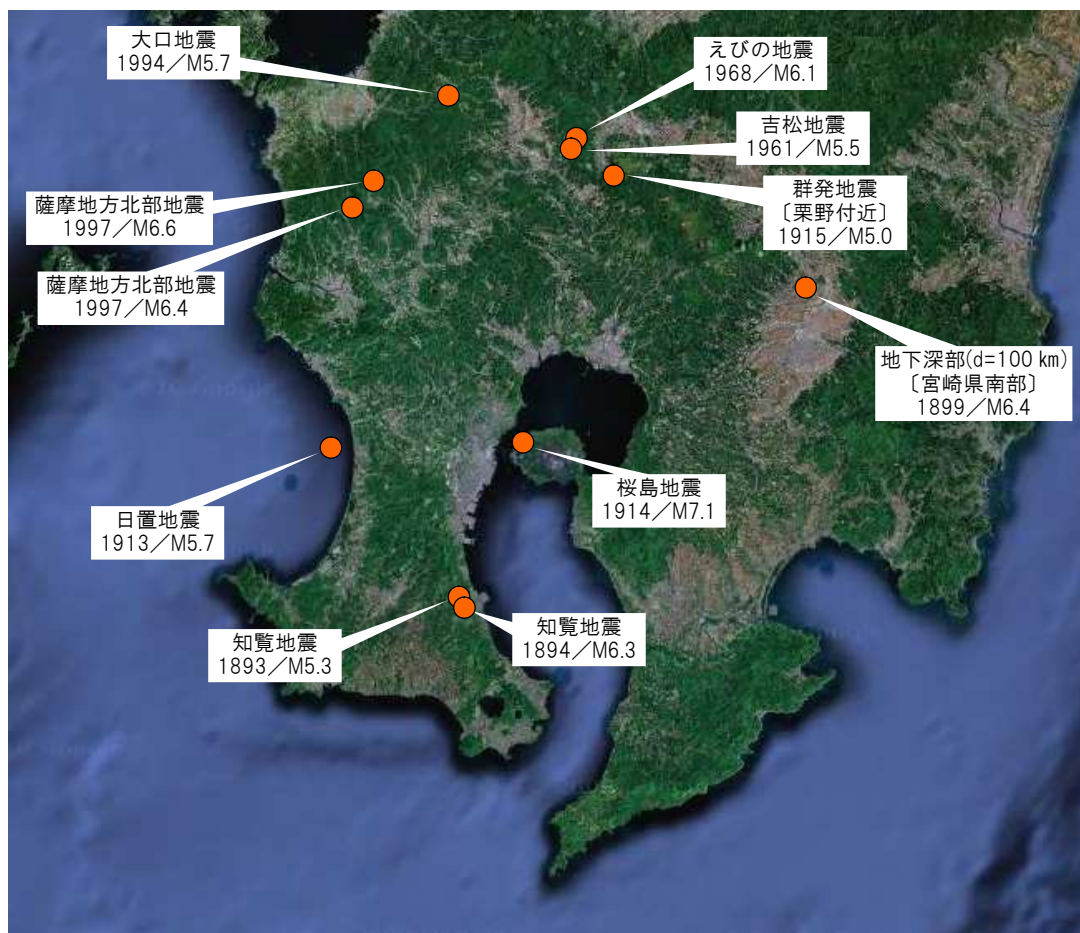 大口地震
1994／M5.7
えびの地震
1968／M6.1
吉松地震
1961／M5.5
群発地震
〔栗野付近〕
1915／M5.0
薩摩地方北部地震
1997／M6.6
薩摩地方北部地震
1997／M6.4
地下深部(d=100 km)
〔宮崎県南部〕
1899／M6.4
桜島地震
1914／M7.1
日置地震
1913／M5.7
知覧地震
1893／M5.3
知覧地震
1894／M6.3